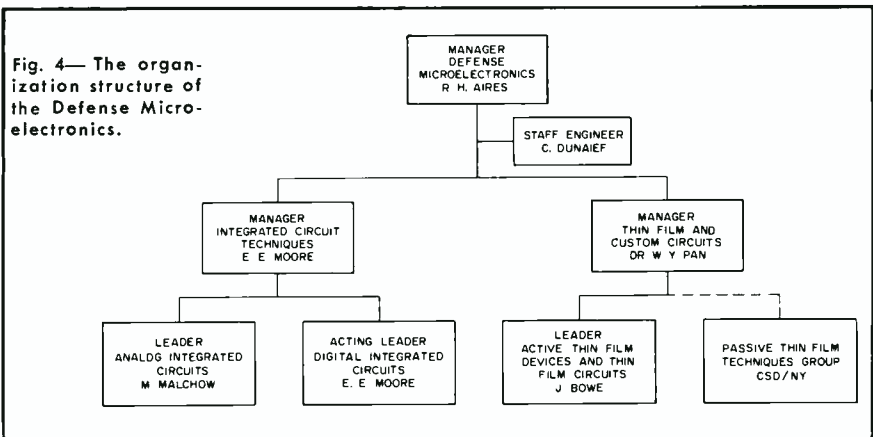 Fig. 4— The organ-
ization structure of
the Defense Micro-
electronics.
MANAGER
DEFENSE
MICROELECTRONICS
R H. AIRES
STAFF ENGINEER
C. DUNAIEF
MANAGER
INTEGRATED CIRCUIT
TECHNIQUES
E E MOORE
MANAGER
THIN FILM AND
CUSTOM CIRCUITS
DR W Y PAN
LEADER
ANALOG INTEGRATED
CIRCUITS
M MALCHOW
ACTING LEADER
DIGITAL INTEGRATED
CIRCUITS
E. E MOORE
LEADER
ACTIVE THIN FILM
DEVICES AND THIN
FILM CIRCUITS
J BOWE
PASSIVE THIN FILM
TECHNIQUES GROUP
CSD/NY